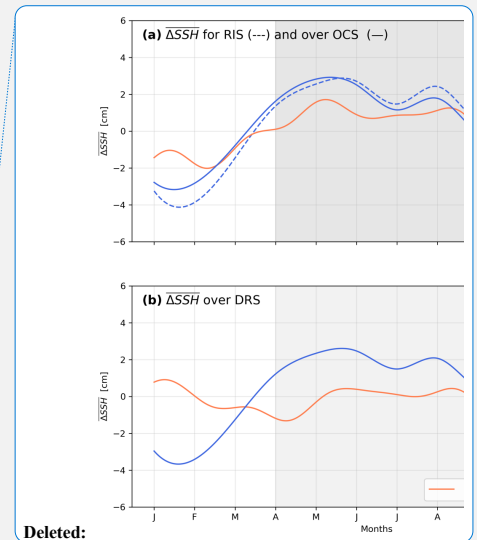 (a) ΔSSH for RIS (---) and over OCS (—)
6
4
2
0
−2
−4
−6
ΔSSH [cm]
(b) ΔSSH over DRS
6
4
2
0
−2
−4
−6
ΔSSH [cm]
J F M A M J J A
Months
Deleted: